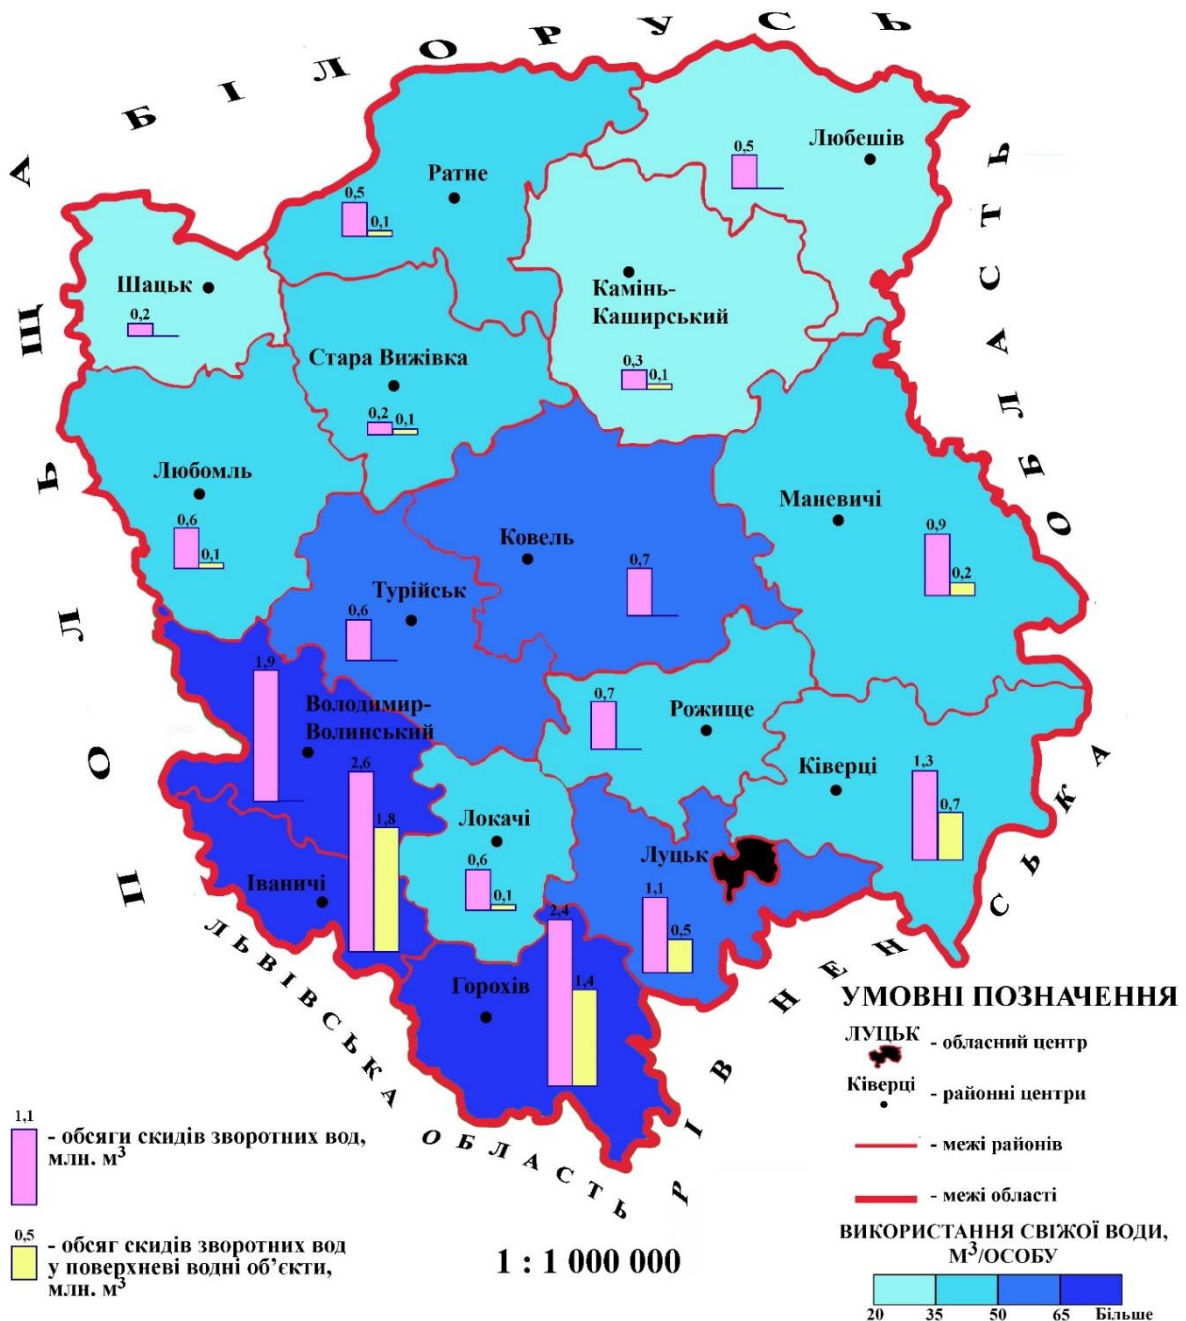 БІЛОРУСЬ
ПОЛЬЩА
Любешів
0,5
Ратне
0,5
0,1
Шацьк
0,2
Камінь-
Каширський
0,3
0,1
Стара Вижівка
0,2
0,1
Любомль
0,6
0,1
Маневичі
0,9
0,2
Ковель
0,7
Турійськ
0,6
Володимир-
Волинський
1,9
Рожище
0,7
Ківерці
1,3
0,7
Локачі
0,6
0,1
Луцьк
1,1
0,5
Іваничі
2,6
1,8
Горохів
2,4
1,4
ЛЬВІВСЬКА ОБЛАСТЬ
РІВНЕНСЬКА ОБЛАСТЬ
1,1
- обсяги скидів зворотних вод,
млн. м³
0,5
- обсяг скидів зворотних вод
у поверхневі водні об’єкти,
млн. м³
1 : 1 000 000
УМОВНІ ПОЗНАЧЕННЯ
ЛУЦЬК
- обласний центр
Ківерці
- районні центри
- межі районів
- межі області
ВИКОРИСТАННЯ СВІЖОЇ ВОДИ,
М³/ОСОБУ
20 35 50 65 Більше